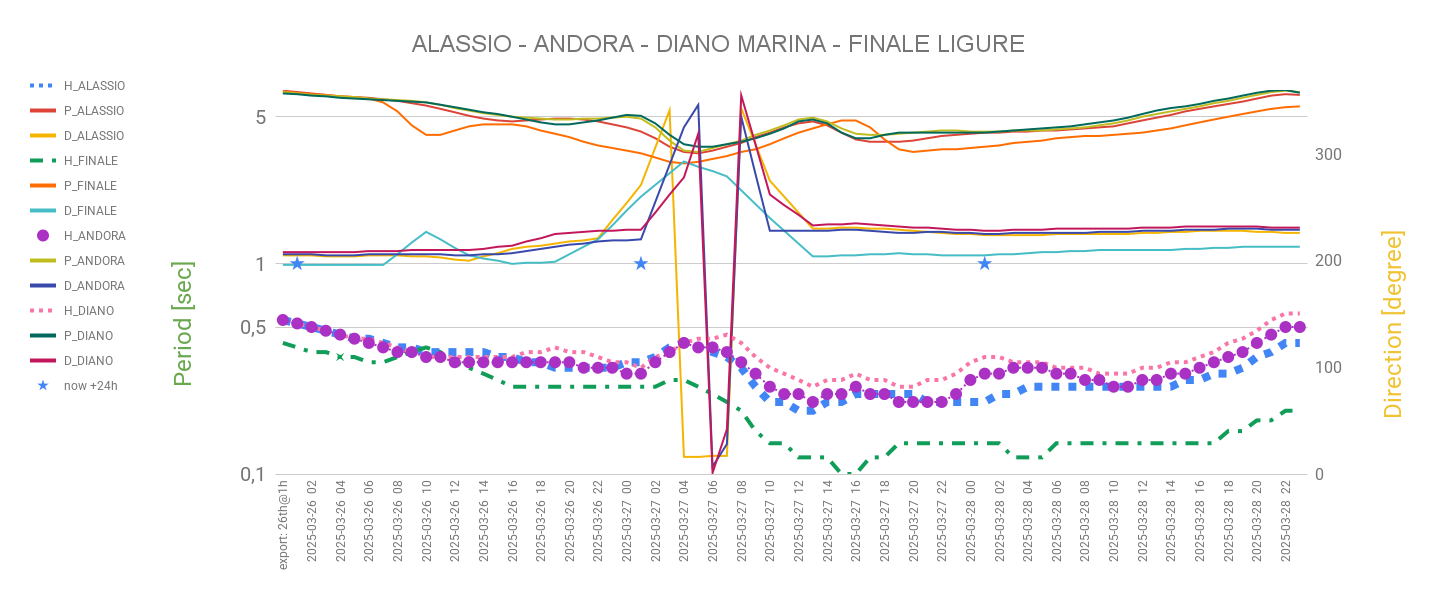 ALASSIO - ANDORA - DIANO MARINA - FINALE LIGURE
H_ALASSIO
P_ALASSIO
D_ALASSIO
H_FINALE
P_FINALE
D_FINALE
H_ANDORA
P_ANDORA
D_ANDORA
H_DIANO
P_DIANO
D_DIANO
now +24h
Period [sec]
5
1
0,5
0,1
300
200
100
0
Direction [degree]
export: 26th@1h
2025-03-26 02
2025-03-26 04
2025-03-26 06
2025-03-26 08
2025-03-26 10
2025-03-26 12
2025-03-26 14
2025-03-26 16
2025-03-26 18
2025-03-26 20
2025-03-26 22
2025-03-27 00
2025-03-27 02
2025-03-27 04
2025-03-27 06
2025-03-27 08
2025-03-27 10
2025-03-27 12
2025-03-27 14
2025-03-27 16
2025-03-27 18
2025-03-27 20
2025-03-27 22
2025-03-28 00
2025-03-28 02
2025-03-28 04
2025-03-28 06
2025-03-28 08
2025-03-28 10
2025-03-28 12
2025-03-28 14
2025-03-28 16
2025-03-28 18
2025-03-28 20
2025-03-28 22